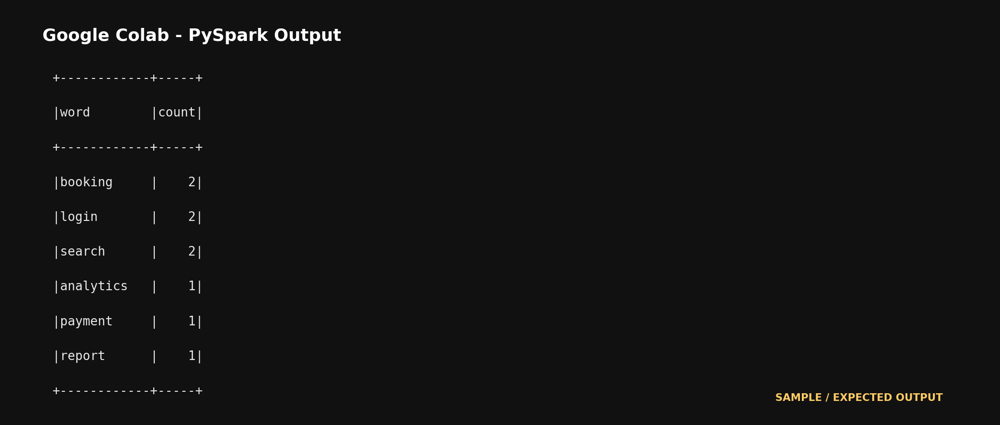 Google Colab - PySpark Output
+------------+-----+
|word        |count|
+------------+-----+
|booking     |    2|
|login       |    2|
|search      |    2|
|analytics   |    1|
|payment     |    1|
|report      |    1|
+------------+-----+
SAMPLE / EXPECTED OUTPUT